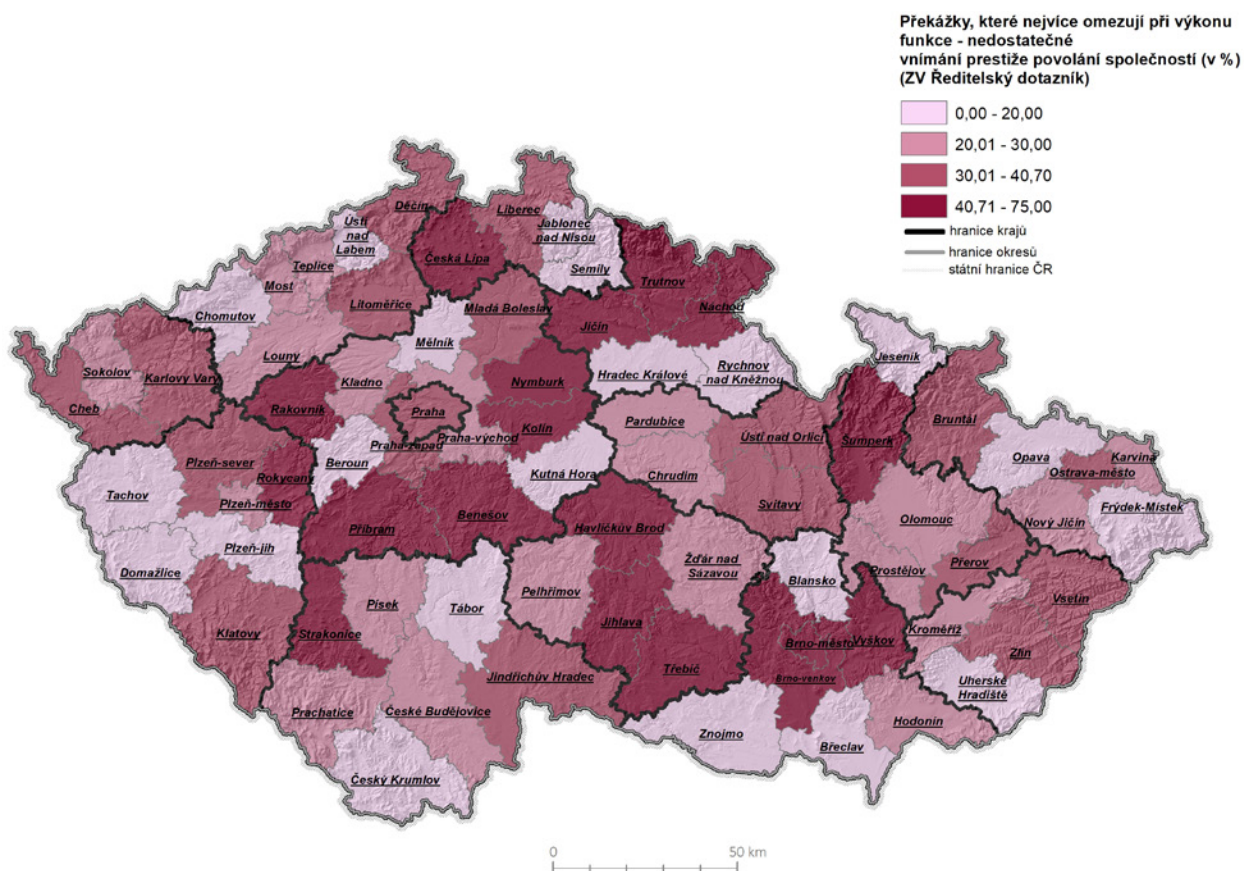 Překážky, které nejvíce omezují při výkonu
funkce - nedostatečné
vnímání prestiže povolání společností (v %)
(ZV Ředitelský dotazník)
0,00 - 20,00
20,01 - 30,00
30,01 - 40,70
40,71 - 75,00
hranice krajů
hranice okresů
státní hranice ČR
Děčín
Liberec
Ústí
nad
Labem
Jablonec
nad Nisou
Česká Lípa
Semily
Teplice
Most
Trutnov
Chomutov
Litoměřice
Mladá Boleslav
Náchod
Jičín
Mělník
Louny
Jeseník
Sokolov
Karlovy Vary
Kladno
Nymburk
Hradec Králové
Rychnov
nad Kněžnou
Cheb
Rakovník
Praha
Kolín
Pardubice
Bruntál
Praha-západ
Praha-východ
Ústí nad Orlicí
Šumperk
Opava
Karviná
Ostrava-město
Plzeň-sever
Beroun
Kutná Hora
Chrudim
Rokycany
Tachov
Plzeň-město
Svitavy
Olomouc
Nový Jičín
Frýdek-Místek
Příbram
Benešov
Havlíčkův Brod
Plzeň-jih
Domažlice
Žďár nad
Sázavou
Blansko
Prostějov
Přerov
Písek
Tábor
Pelhřimov
Vsetín
Klatovy
Strakonice
Jihlava
Brno-město
Vyškov
Kroměříž
Zlín
Jindřichův Hradec
Třebíč
Brno-venkov
Uherské
Hradiště
Prachatice
České Budějovice
Hodonín
Znojmo
Břeclav
Český Krumlov
0
50 km